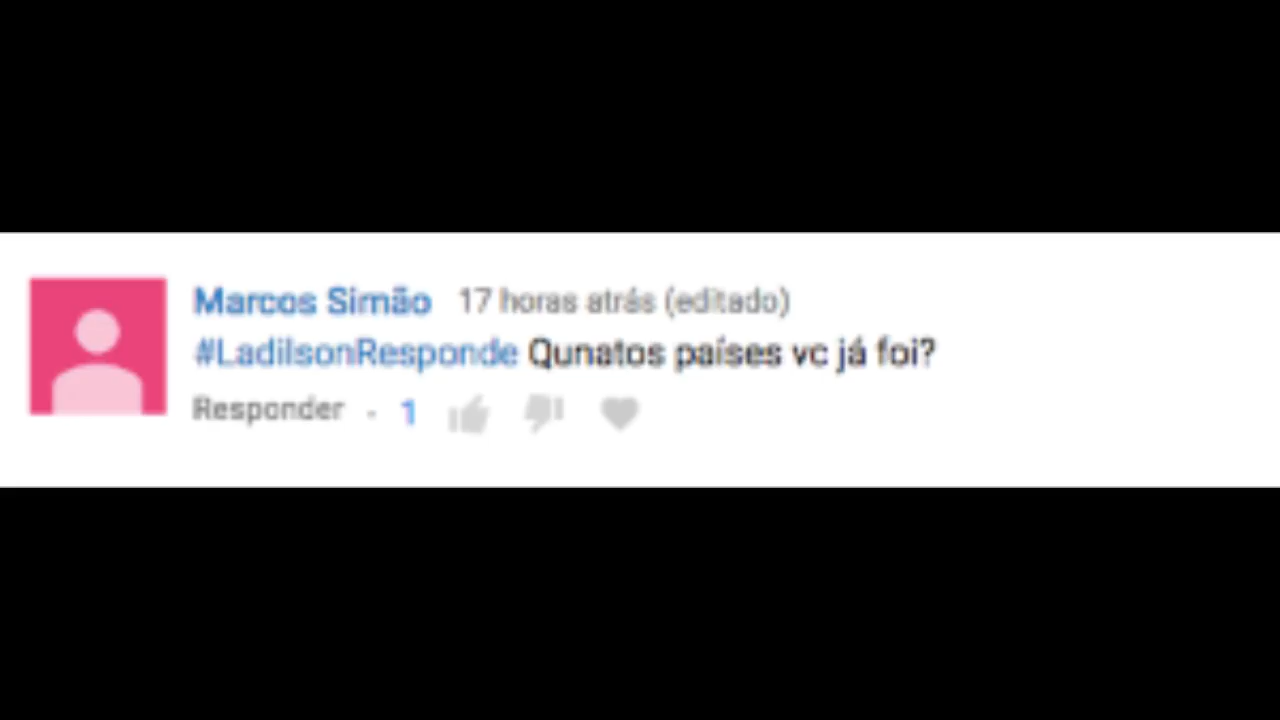 Marcos Simão 17 horas atrás (editado)
#LadilsonResponde Qunatos países vc já foi?
Responder · 1